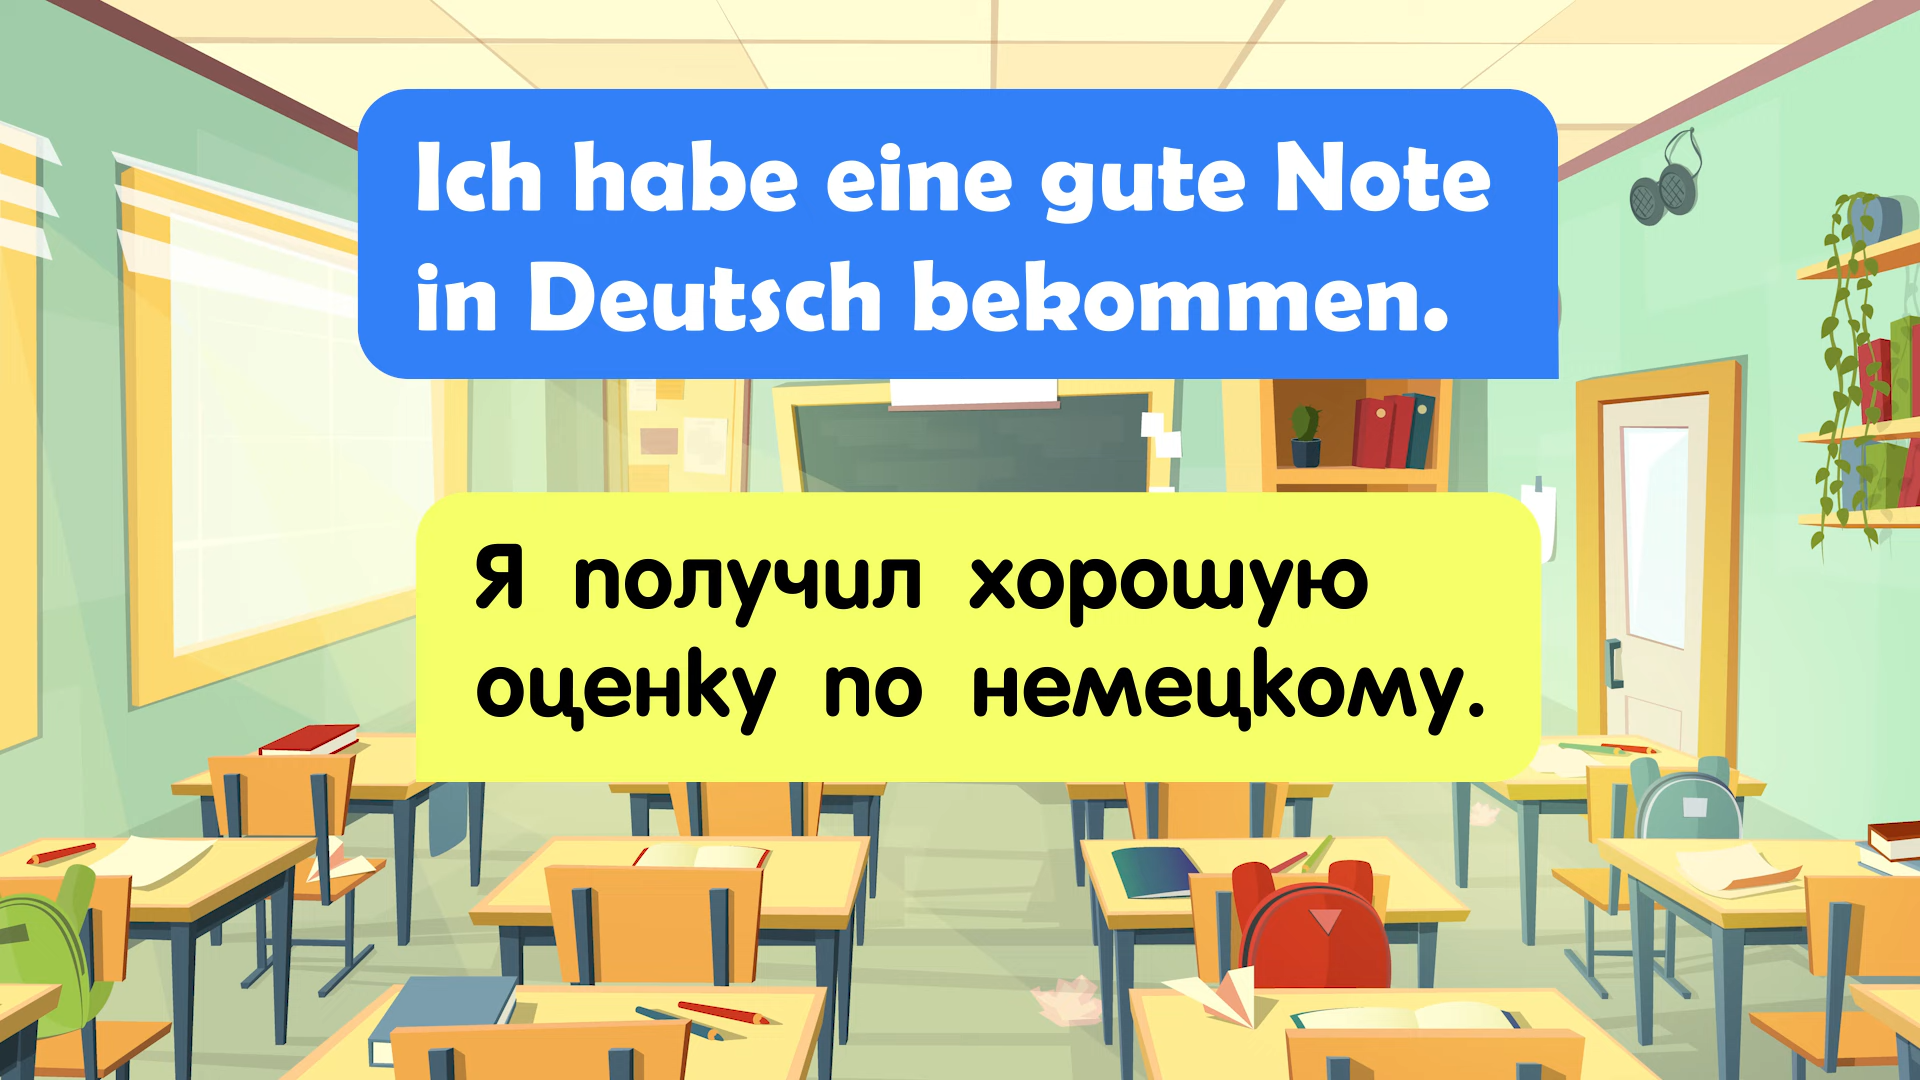 Ich habe eine gute Note
in Deutsch bekommen.
Я получил хорошую
оценку по немецкому.